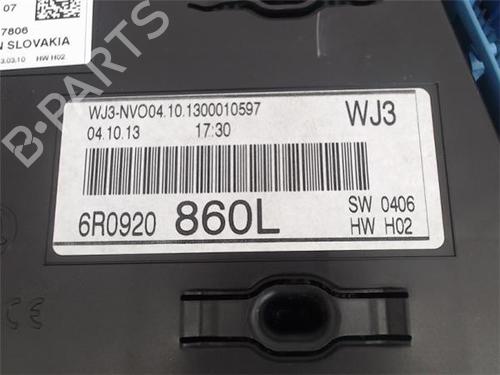 07
7806
N SLOVAKIA
3.03.10 HW H02
WJ3-NVO04.10.1300010597
WJ3
04.10.13 17:30
6R0920 860L
SW 0406
HW H02
CE
B-PARTS